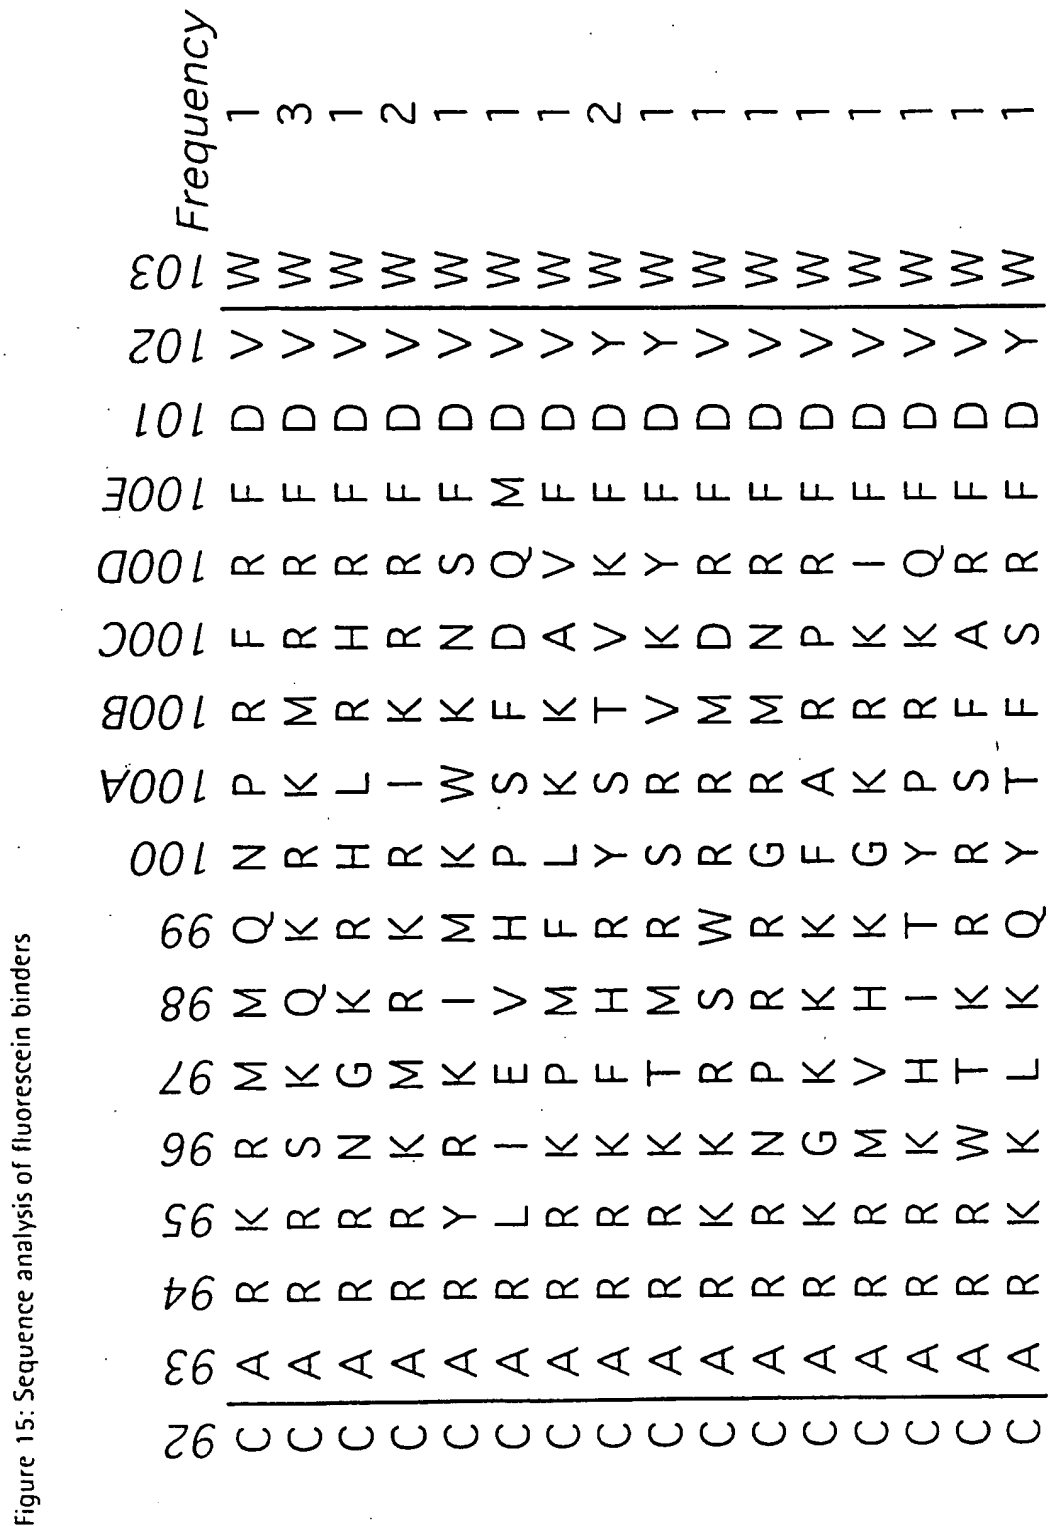 Figure 15: Sequence analysis of fluorescein binders
92 93 94 95 96 97 98 99 100 100A 100B 100C 100D 100E 101 102 103 Frequency
C A R K R M M Q N P R F R F D V W 1
C A R R S K Q K R K M R R F D V W 3
C A R R N G K R H L R H R F D V W 1
C A R R K M R K R I K R R F D V W 2
C A R Y R K I M K W K N S F D V W 1
C A R L I E V H P S F D Q M D V W 1
C A R R K P M F L K K A V F D V W 1
C A R R K F H R Y S T V K F D Y W 2
C A R R K T M R S R V K Y F D Y W 1
C A R K K R S W R R M D R F D V W 1
C A R R N P R R G R M N R F D V W 1
C A R K G K K K F A R P R F D V W 1
C A R R M V H K G K R K I F D V W 1
C A R R K H I T Y P R K Q F D V W 1
C A R R W T K R R S F A R F D V W 1
C A R K K L K Q Y T F S R F D Y W 1